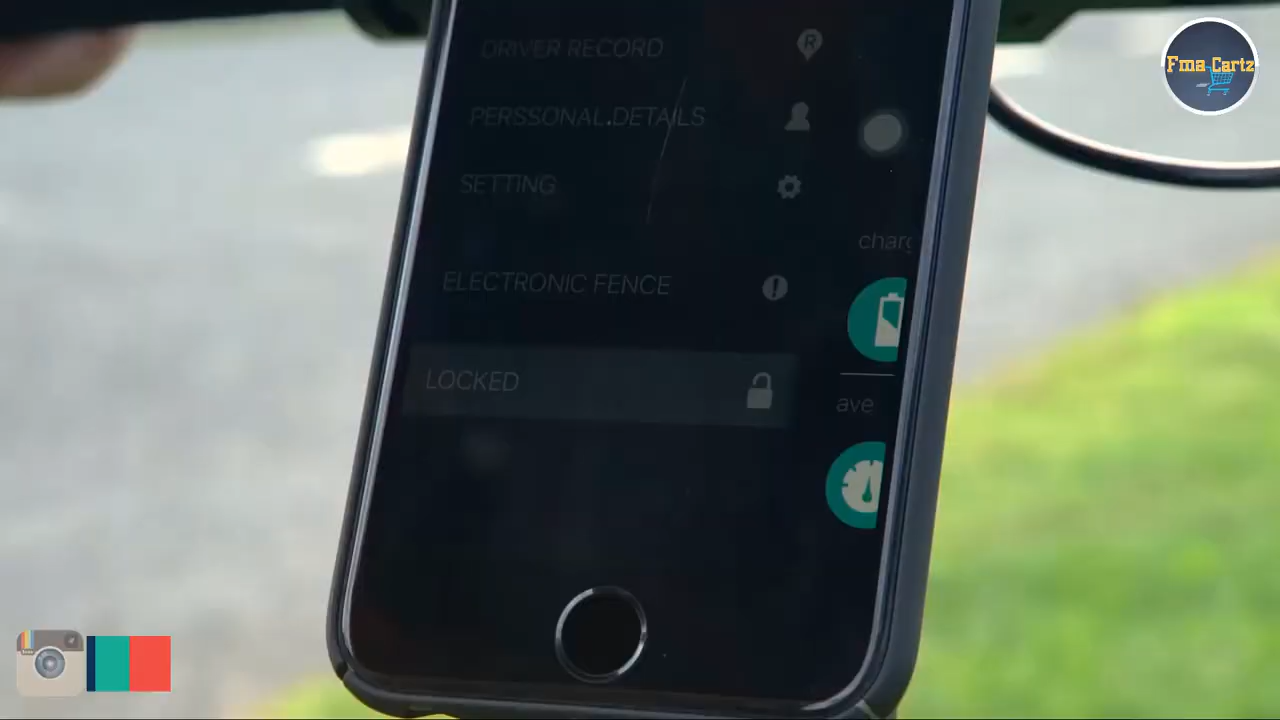 Fma Cartz
DRIVER RECORD
R
PERSSONAL DETAILS
SETTING
charg
ELECTRONIC FENCE
LOCKED
ave